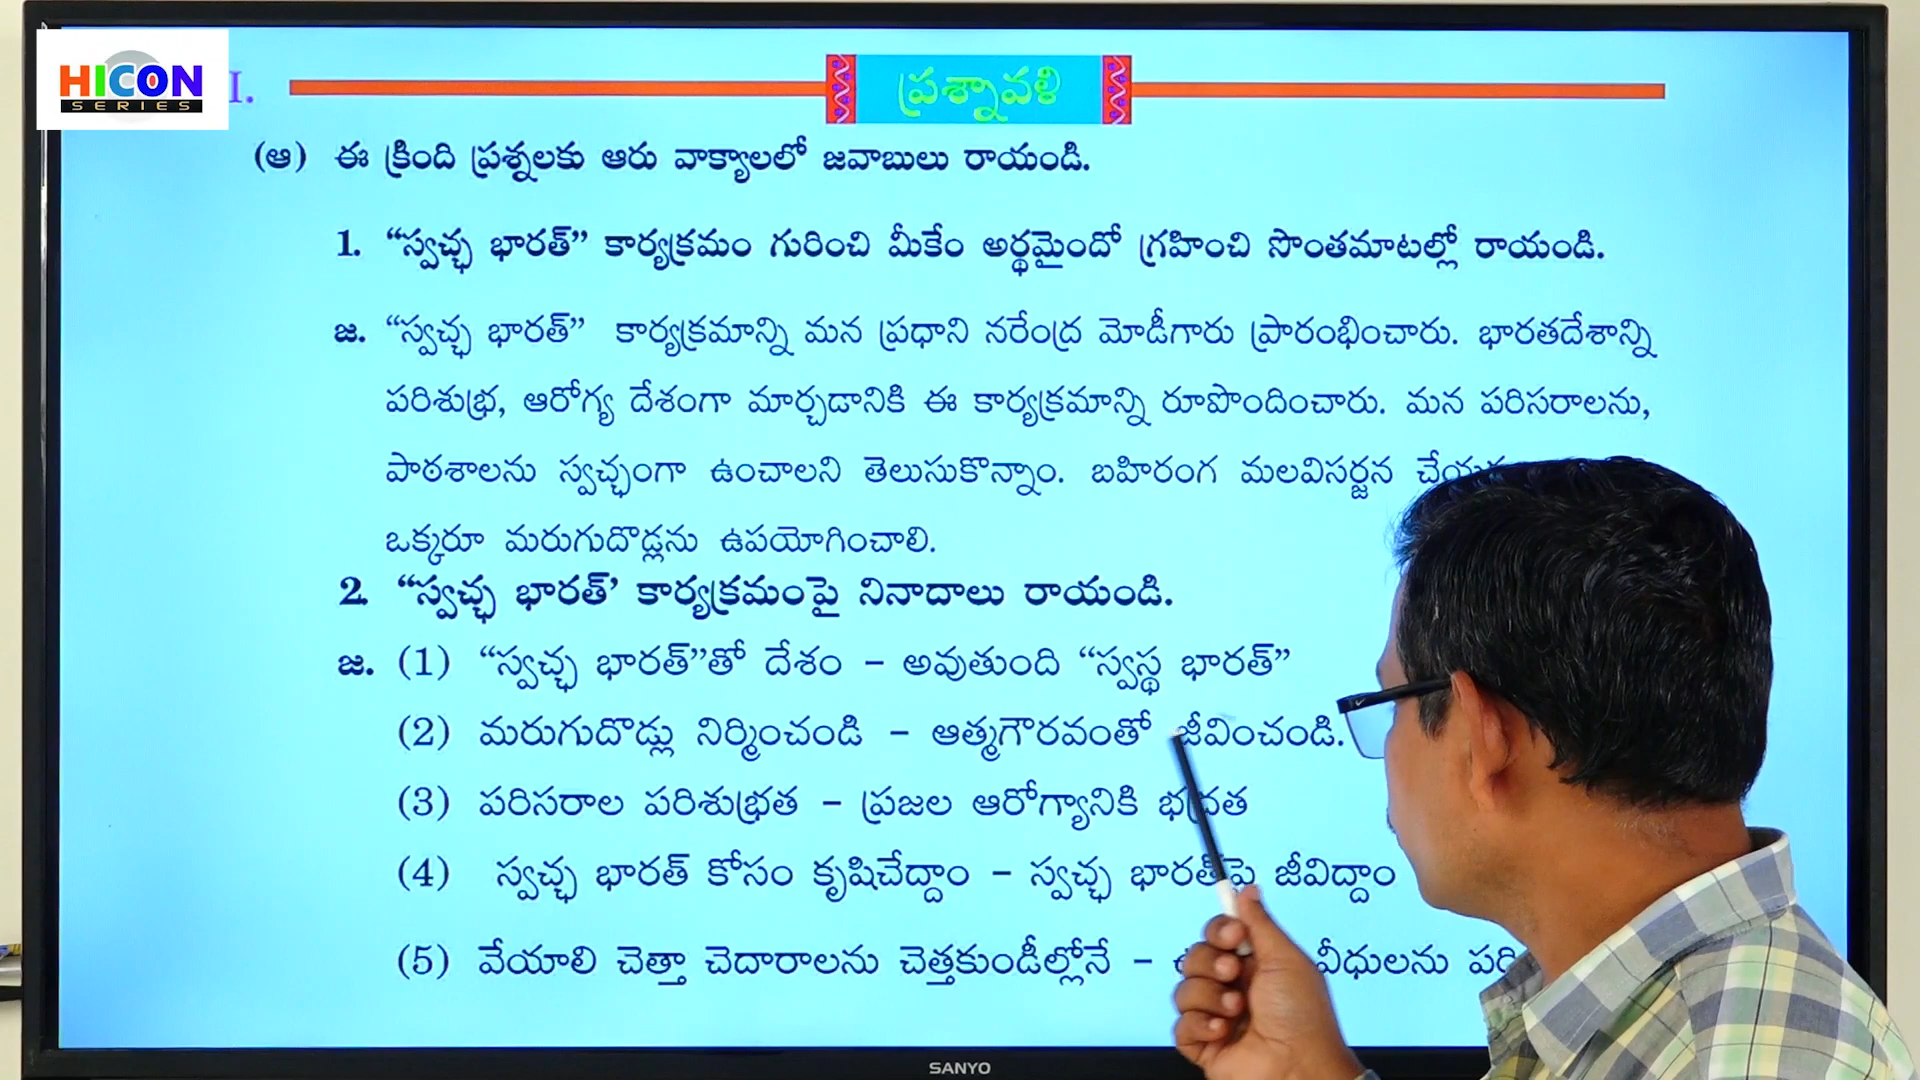 HICON
SERIES
I.
ప్రశ్నావళి
(ఆ) ఈ క్రింది ప్రశ్నలకు ఆరు వాక్యాలలో జవాబులు రాయండి.
1. “స్వచ్ఛ భారత్” కార్యక్రమం గురించి మీకేం అర్థమైందో గ్రహించి సొంతమాటల్లో రాయండి.
జ. “స్వచ్ఛ భారత్” కార్యక్రమాన్ని మన ప్రధాని నరేంద్ర మోడీగారు ప్రారంభించారు. భారతదేశాన్ని
పరిశుభ్ర, ఆరోగ్య దేశంగా మార్చడానికి ఈ కార్యక్రమాన్ని రూపొందించారు. మన పరిసరాలను,
పాఠశాలను స్వచ్ఛంగా ఉంచాలని తెలుసుకొన్నాం. బహిరంగ మలవిసర్జన
ఒక్కరూ మరుగుదొడ్లను ఉపయోగించాలి.
2. “స్వచ్ఛ భారత్’ కార్యక్రమంపై నినాదాలు రాయండి.
జ. (1) “స్వచ్ఛ భారత్”తో దేశం – అవుతుంది “స్వస్థ భారత్”
(2) మరుగుదొడ్లు నిర్మించండి – ఆత్మగౌరవంతో జీవించండి.
(3) పరిసరాల పరిశుభ్రత – ప్రజల ఆరోగ్యానికి భద్రత
(4) స్వచ్ఛ భారత్ కోసం కృషిచేద్దాం – స్వచ్ఛ భారత్‌పై జీవిద్దాం
(5) వేయాలి చెత్తా చెదారాలను చెత్తకుండీల్లోనే – వీధులను
SANYO